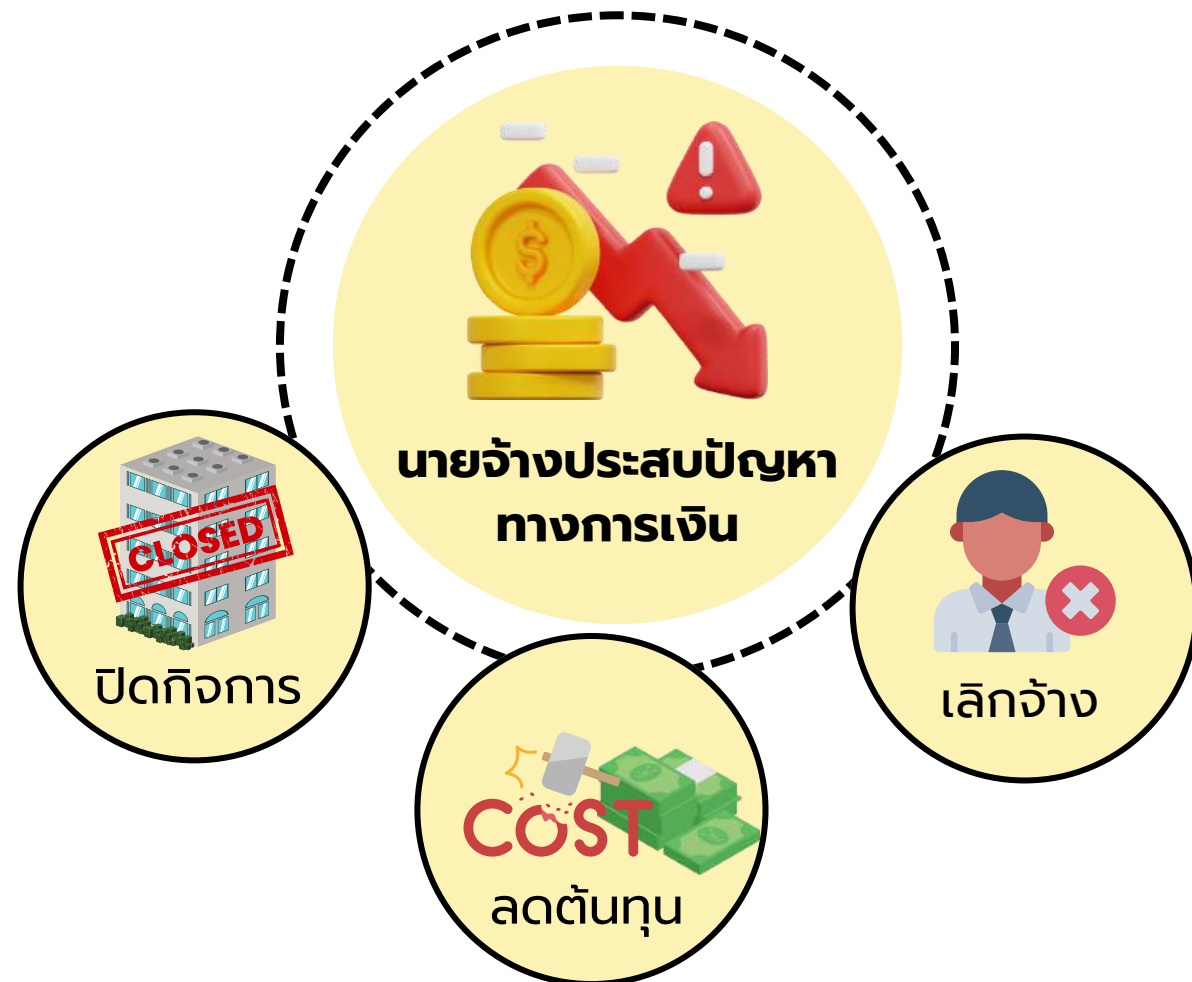 นายจ้างประสบปัญหา
ทางการเงิน
CLOSED
ปิดกิจการ
COST
ลดต้นทุน
เลิกจ้าง